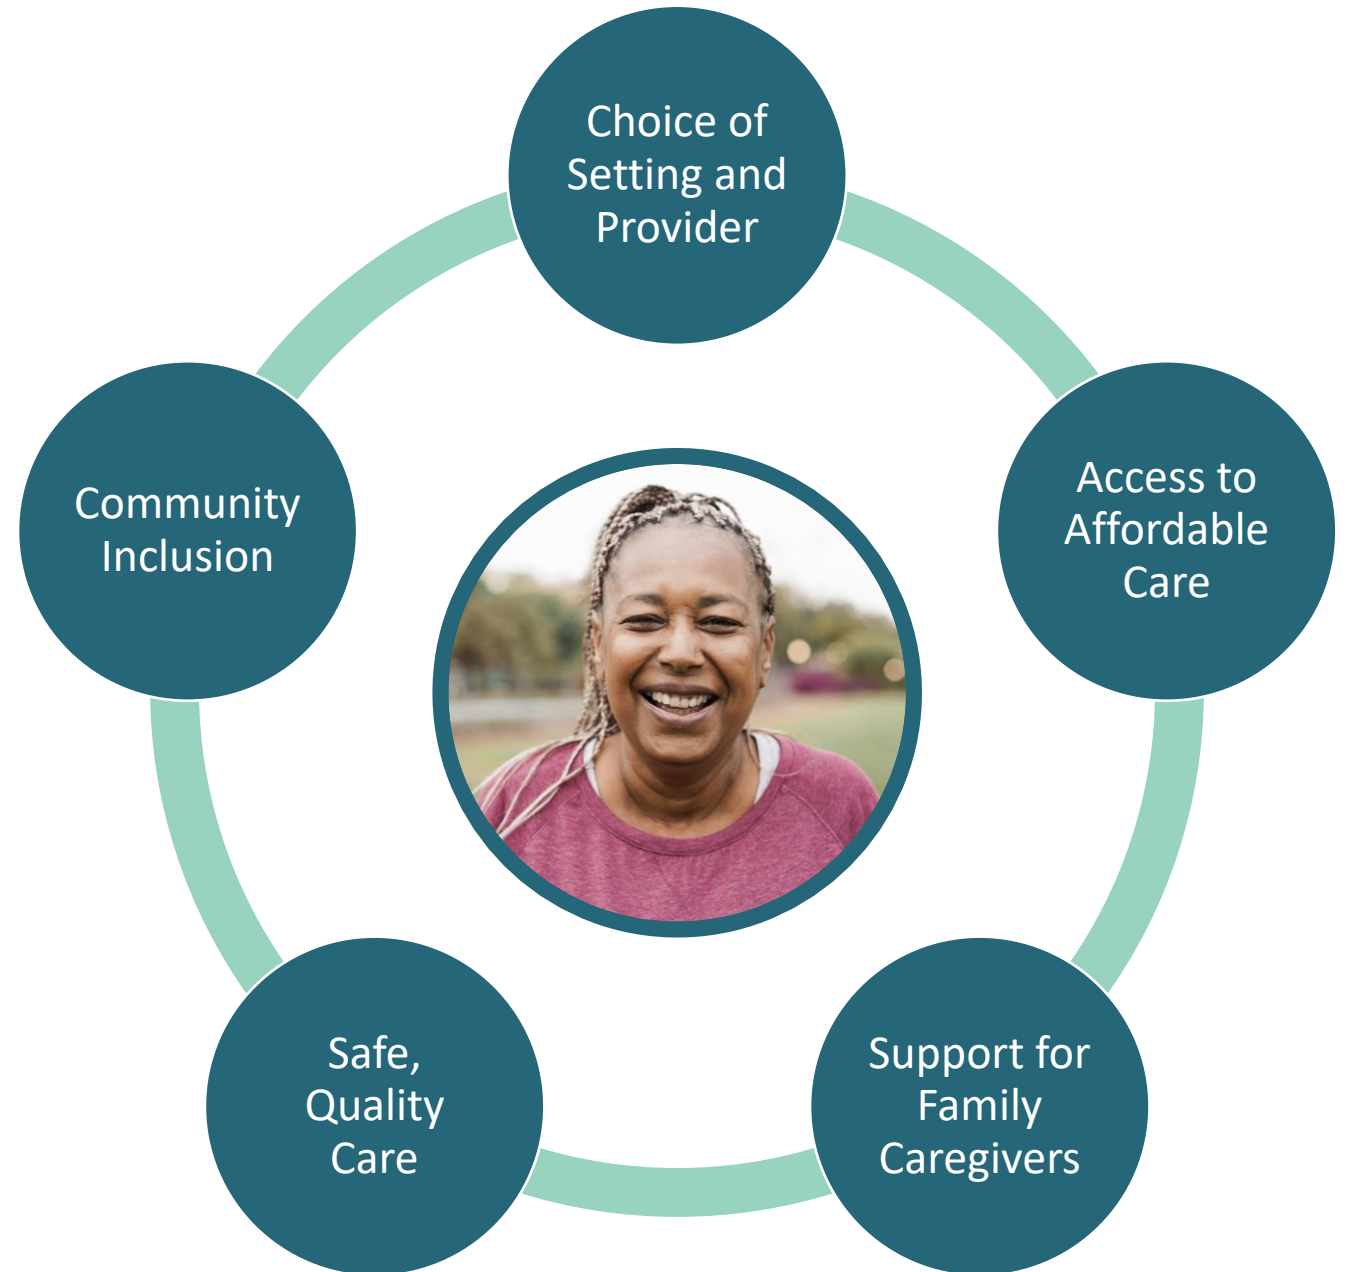 Choice of
Setting and
Provider
Access to
Affordable
Care
Support for
Family
Caregivers
Safe,
Quality
Care
Community
Inclusion